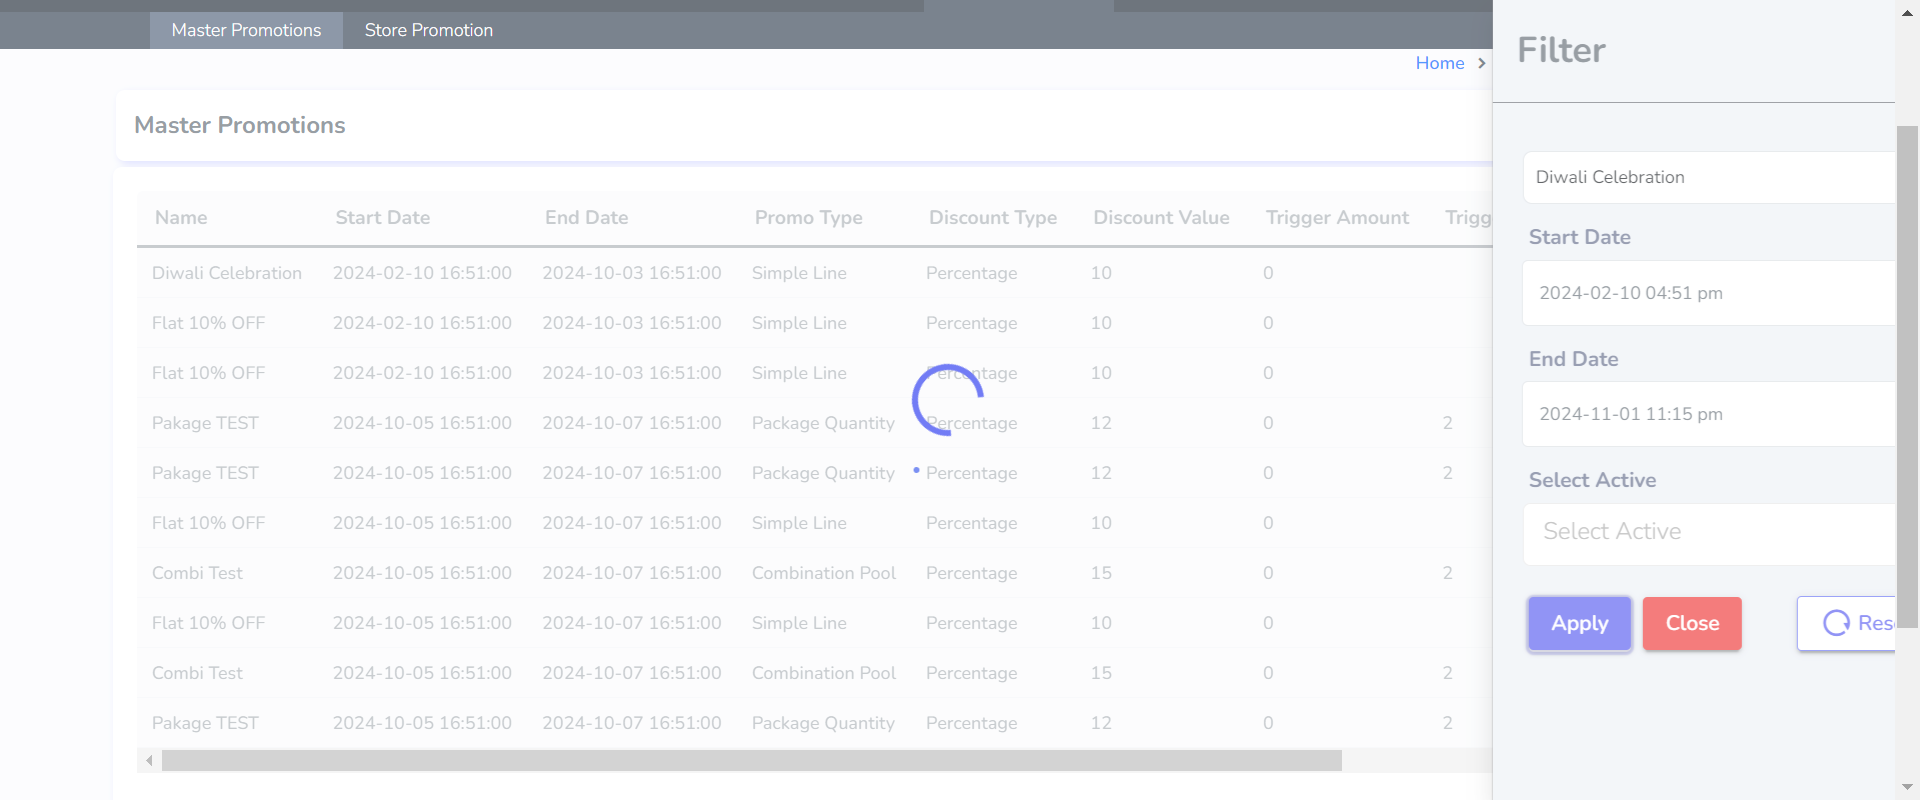 Master Promotions Store Promotion
Home
Filter
Master Promotions
Diwali Celebration
Start Date
2024-02-10 04:51 pm
End Date
2024-11-01 11:15 pm
Select Active
Select Active
Apply Close Rese
Name Start Date End Date Promo Type Discount Type Discount Value Trigger Amount Trigg
Diwali Celebration 2024-02-10 16:51:00 2024-10-03 16:51:00 Simple Line Percentage 10 0
Flat 10% OFF 2024-02-10 16:51:00 2024-10-03 16:51:00 Simple Line Percentage 10 0
Flat 10% OFF 2024-02-10 16:51:00 2024-10-03 16:51:00 Simple Line Percentage 10 0
Pakage TEST 2024-10-05 16:51:00 2024-10-07 16:51:00 Package Quantity Percentage 12 0 2
Pakage TEST 2024-10-05 16:51:00 2024-10-07 16:51:00 Package Quantity Percentage 12 0 2
Flat 10% OFF 2024-10-05 16:51:00 2024-10-07 16:51:00 Simple Line Percentage 10 0
Combi Test 2024-10-05 16:51:00 2024-10-07 16:51:00 Combination Pool Percentage 15 0 2
Flat 10% OFF 2024-10-05 16:51:00 2024-10-07 16:51:00 Simple Line Percentage 10 0
Combi Test 2024-10-05 16:51:00 2024-10-07 16:51:00 Combination Pool Percentage 15 0 2
Pakage TEST 2024-10-05 16:51:00 2024-10-07 16:51:00 Package Quantity Percentage 12 0 2